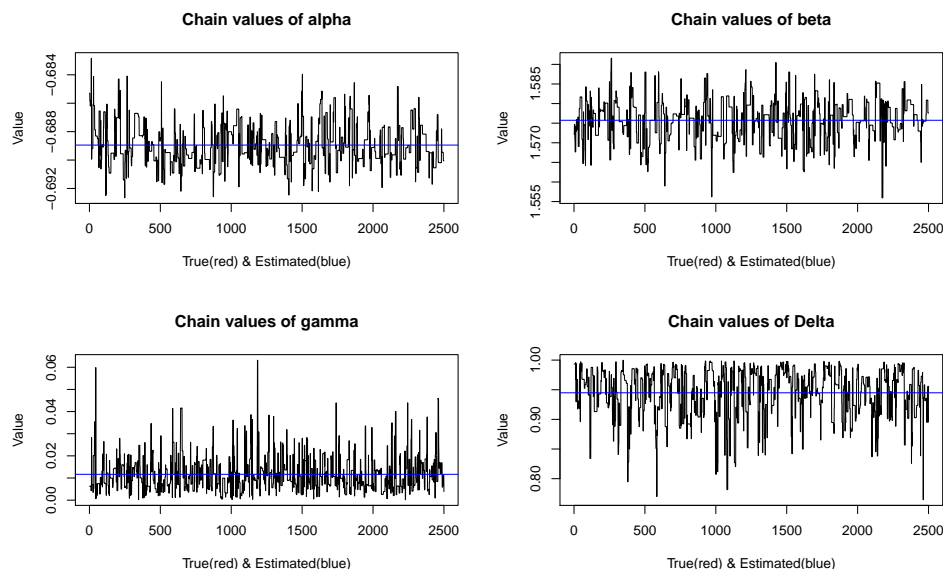 Chain values of alpha
Value
−0.684
−0.688
−0.692
0 500 1000 1500 2000 2500
True(red) & Estimated(blue)
Chain values of beta
Value
1.585
1.570
1.555
0 500 1000 1500 2000 2500
True(red) & Estimated(blue)
Chain values of gamma
Value
0.06
0.04
0.02
0.00
0 500 1000 1500 2000 2500
True(red) & Estimated(blue)
Chain values of Delta
Value
1.00
0.90
0.80
0 500 1000 1500 2000 2500
True(red) & Estimated(blue)